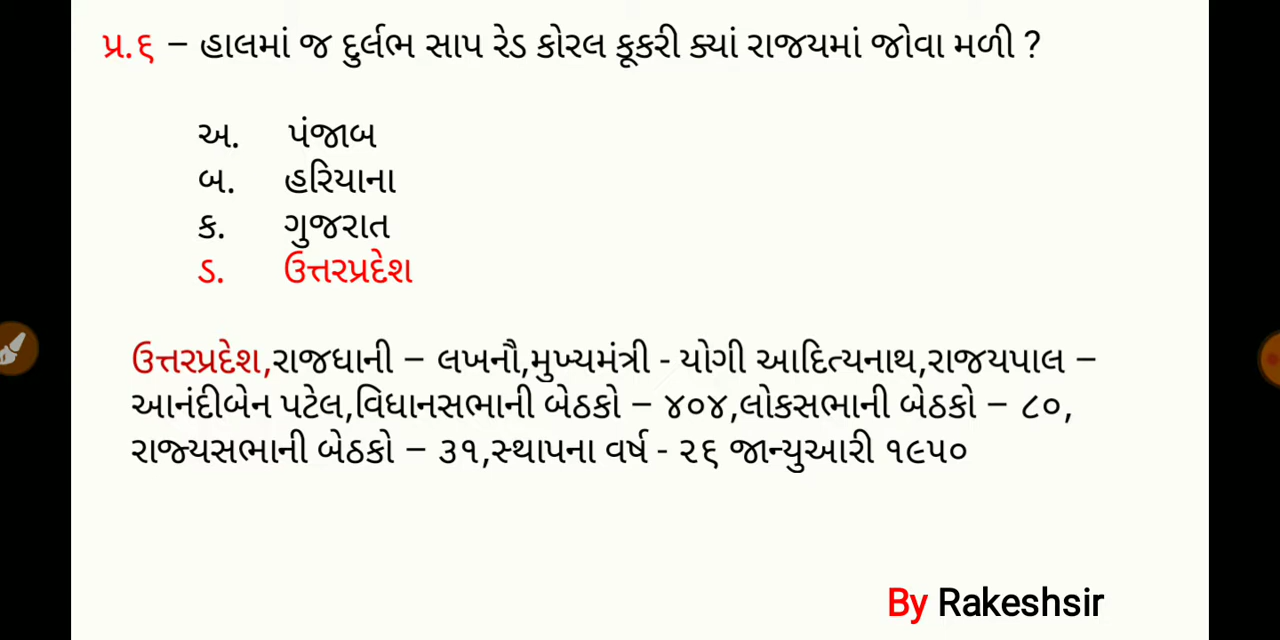 પ્ર.૬ – હાલમાં જ દુર્લભ સાપ રેડ કોરલ કૂકરી ક્યાં રાજયમાં જોવા મળી ?
અ. પંજાબ
બ. હરિયાના
ક. ગુજરાત
ડ. ઉત્તરપ્રદેશ
ઉત્તરપ્રદેશ,રાજધાની – લખનૌ,મુખ્યમંત્રી - યોગી આદિત્યનાથ,રાજયપાલ –
આનંદીબેન પટેલ,વિધાનસભાની બેઠકો – ૪૦૪,લોકસભાની બેઠકો – ૮૦,
રાજ્યસભાની બેઠકો – ૩૧,સ્થાપના વર્ષ - ૨૬ જાન્યુઆરી ૧૯૫૦
By Rakeshsir